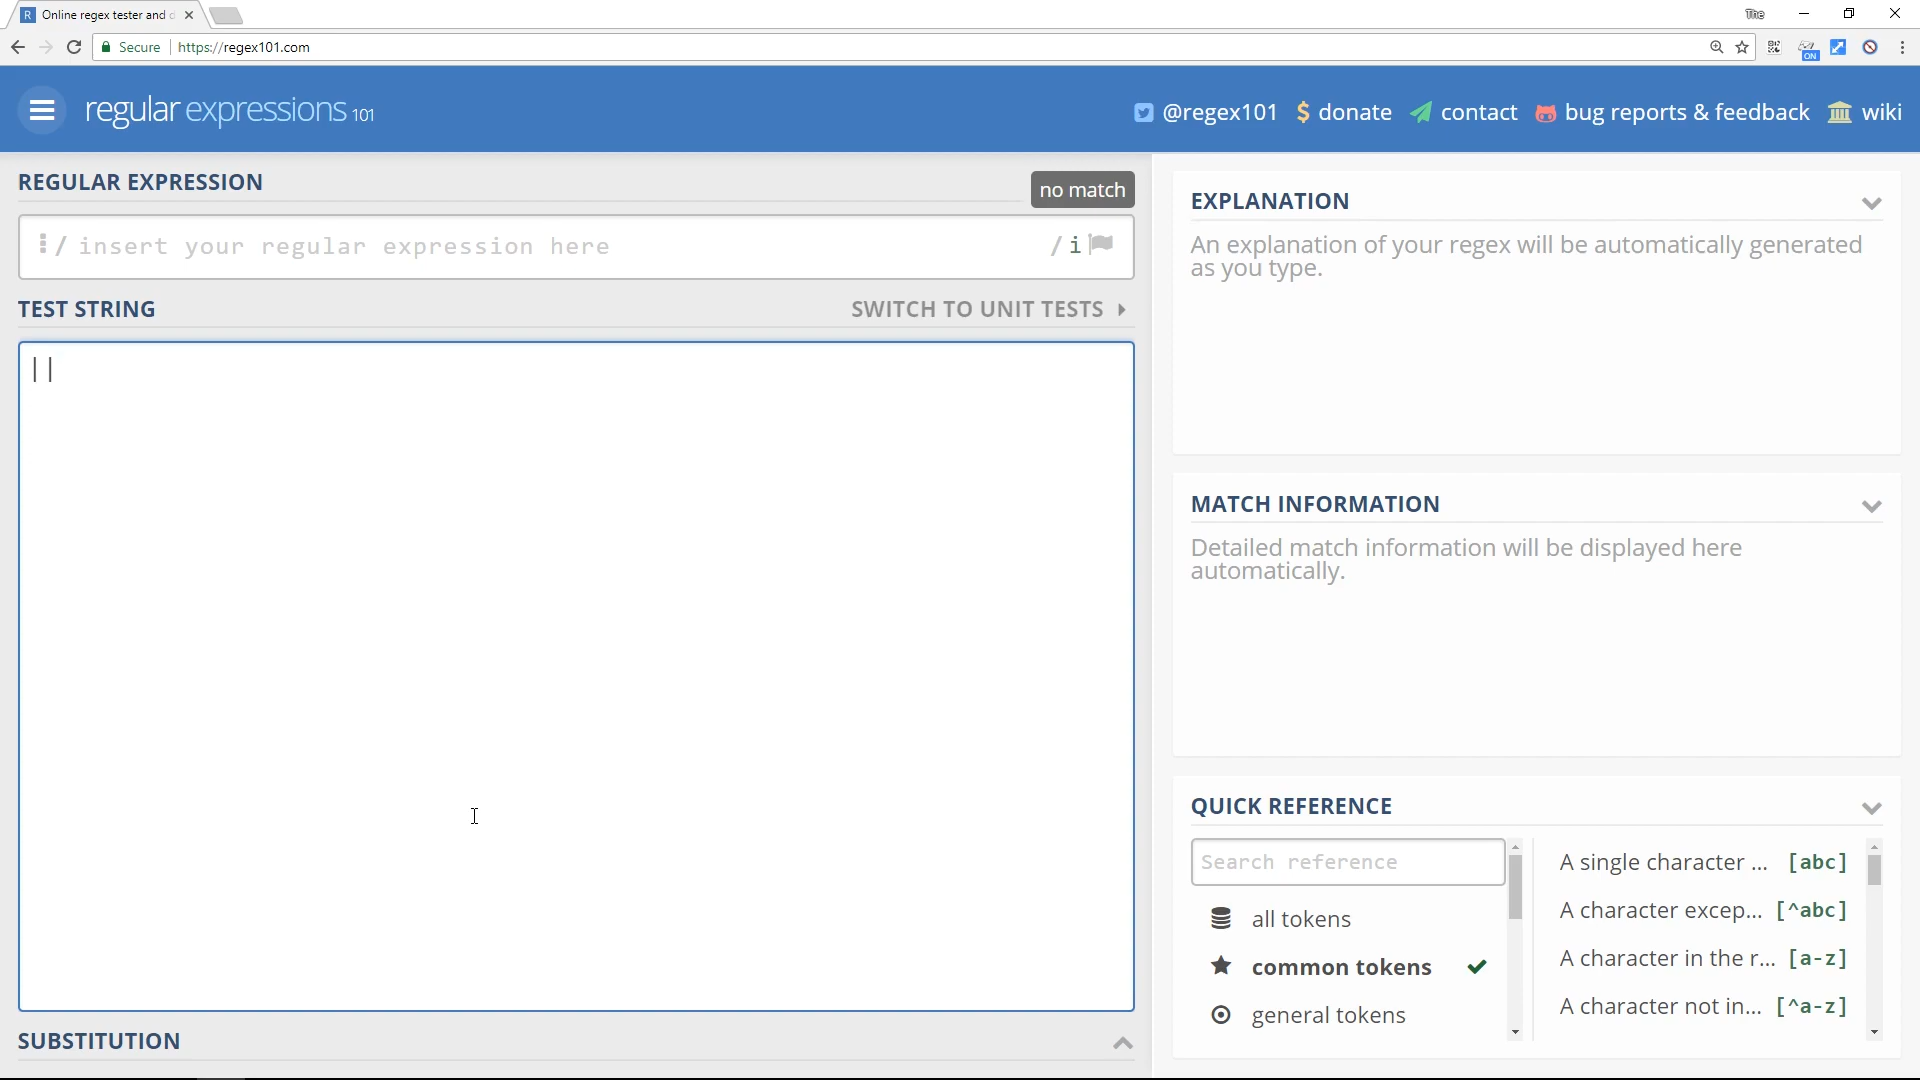 Online regex tester and d
The
Secure https://regex101.com
ON
regular expressions 101
@regex101 $ donate contact bug reports & feedback wiki
REGULAR EXPRESSION
no match
/ insert your regular expression here / i
TEST STRING
SWITCH TO UNIT TESTS
||
SUBSTITUTION
EXPLANATION
An explanation of your regex will be automatically generated
as you type.
MATCH INFORMATION
Detailed match information will be displayed here
automatically.
QUICK REFERENCE
Search reference
all tokens
common tokens
general tokens
A single character ... [abc]
A character excep... [^abc]
A character in the r... [a-z]
A character not in... [^a-z]